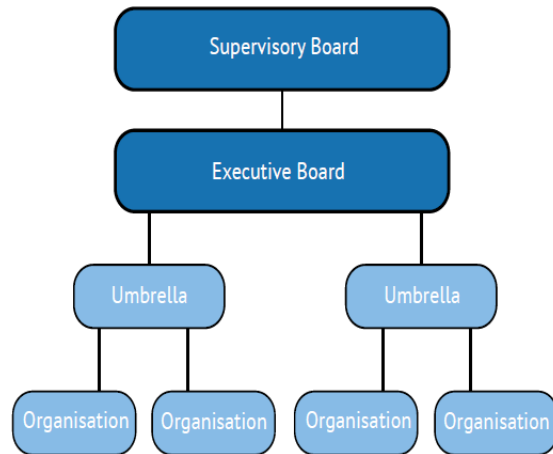 Supervisory Board
Executive Board
Umbrella
Umbrella
Organisation
Organisation
Organisation
Organisation